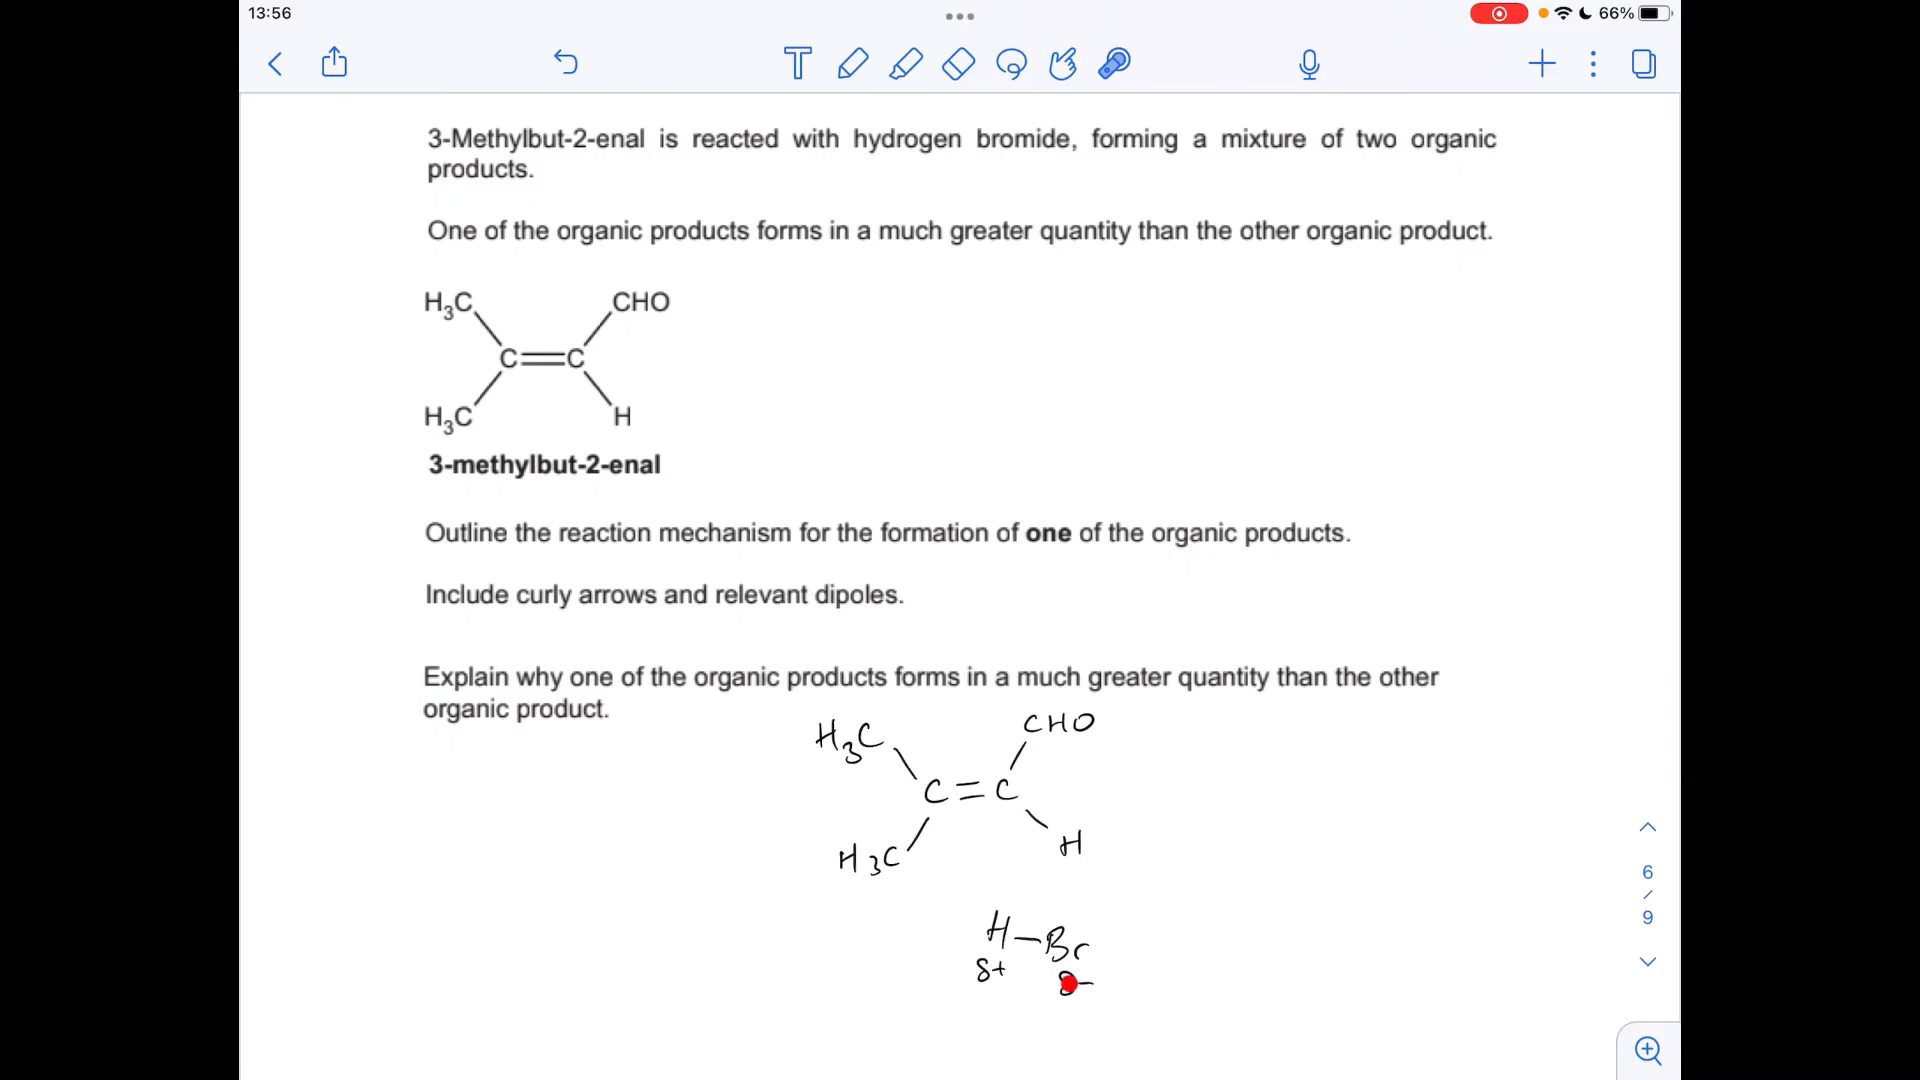 13:56
66%
3-Methylbut-2-enal is reacted with hydrogen bromide, forming a mixture of two organic
products.
One of the organic products forms in a much greater quantity than the other organic product.
H₃C CHO
C=C
H₃C H
3-methylbut-2-enal
Outline the reaction mechanism for the formation of one of the organic products.
Include curly arrows and relevant dipoles.
Explain why one of the organic products forms in a much greater quantity than the other
organic product.
H₃C CHO
C=C
H₃C H
H-Br
δ+ δ-
6
/
9